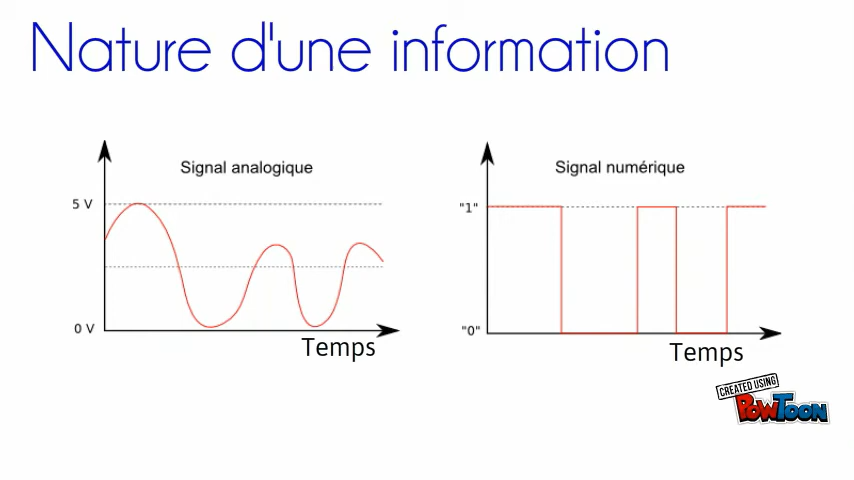 Nature d'une information
Signal analogique
5 V
0 V
Temps
Signal numérique
"1"
"0"
Temps
CREATED USING
POWTOON